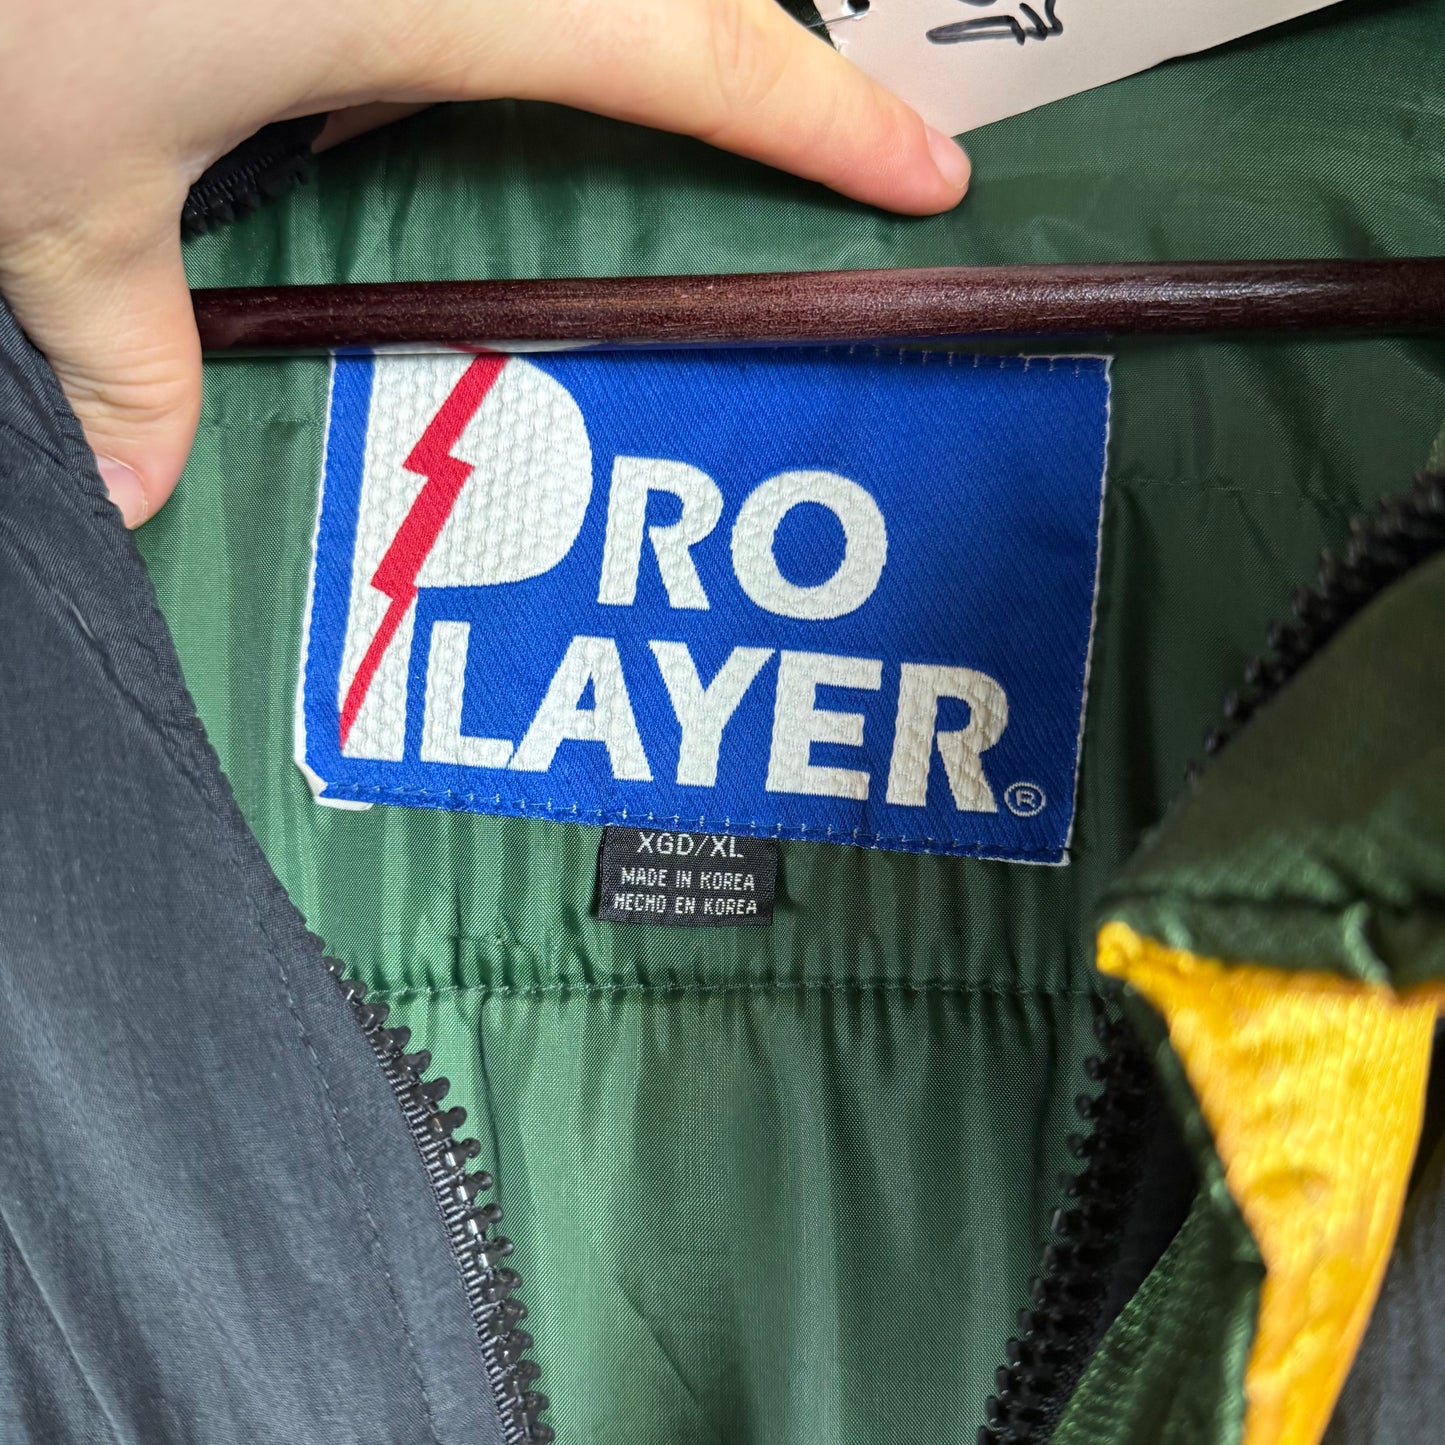 PRO
PLAYER®
XGD/XL
MADE IN KOREA
HECHO EN KOREA